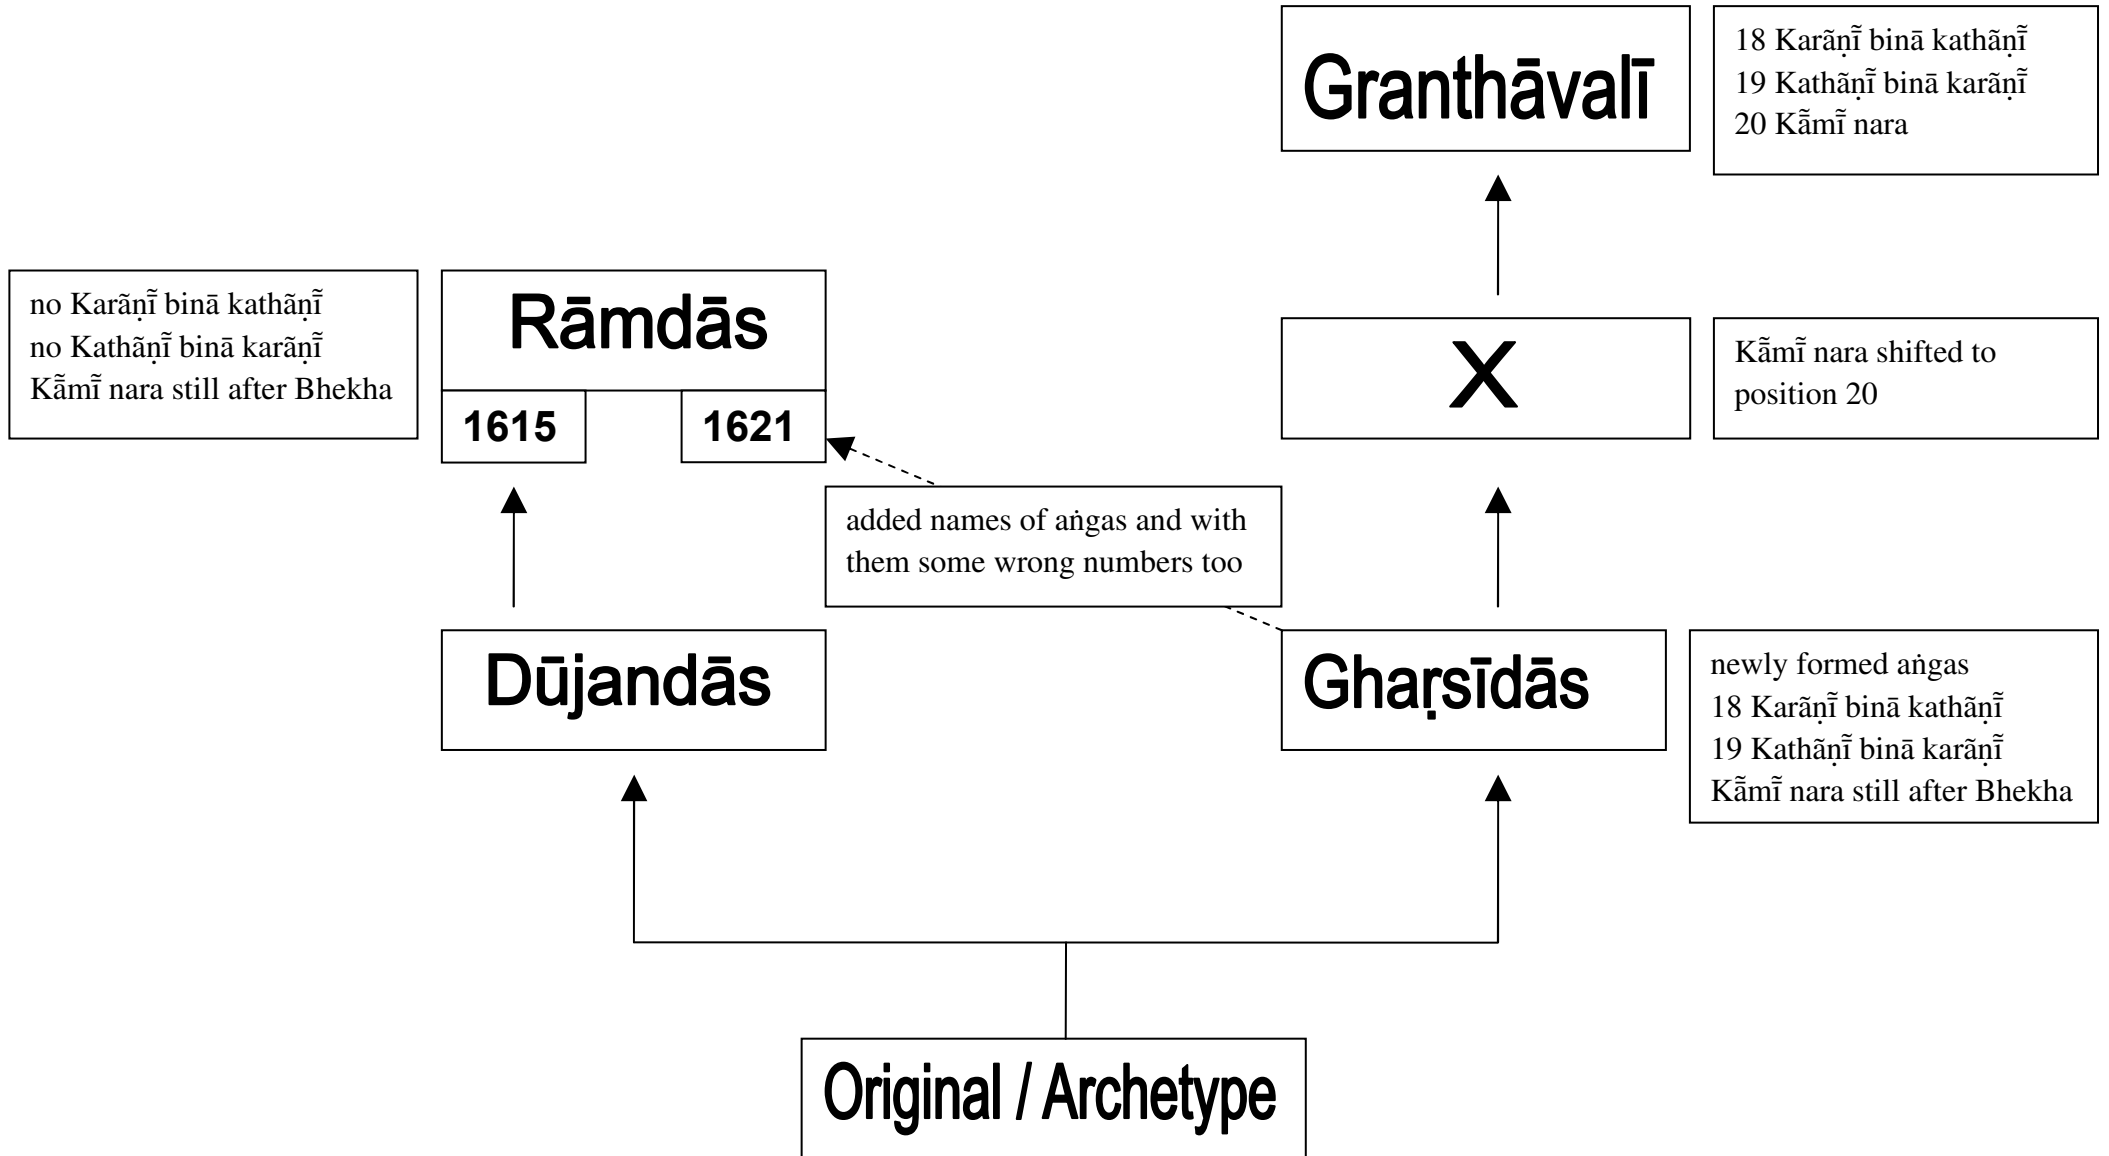 Granthāvalī
18 Karãṇī̃ binā kathãṇī̃
19 Kathãṇī̃ binā karãṇī̃
20 Kā̃mī̃ nara
no Karãṇī̃ binā kathãṇī̃
no Kathãṇī̃ binā karãṇī̃
Kā̃mī̃ nara still after Bhekha
Rāmdās
1615
1621
X
Kā̃mī̃ nara shifted to
position 20
added names of aṅgas and with
them some wrong numbers too
Dūjandās
Gharṣīdās
newly formed aṅgas
18 Karãṇī̃ binā kathãṇī̃
19 Kathãṇī̃ binā karãṇī̃
Kā̃mī̃ nara still after Bhekha
Original / Archetype